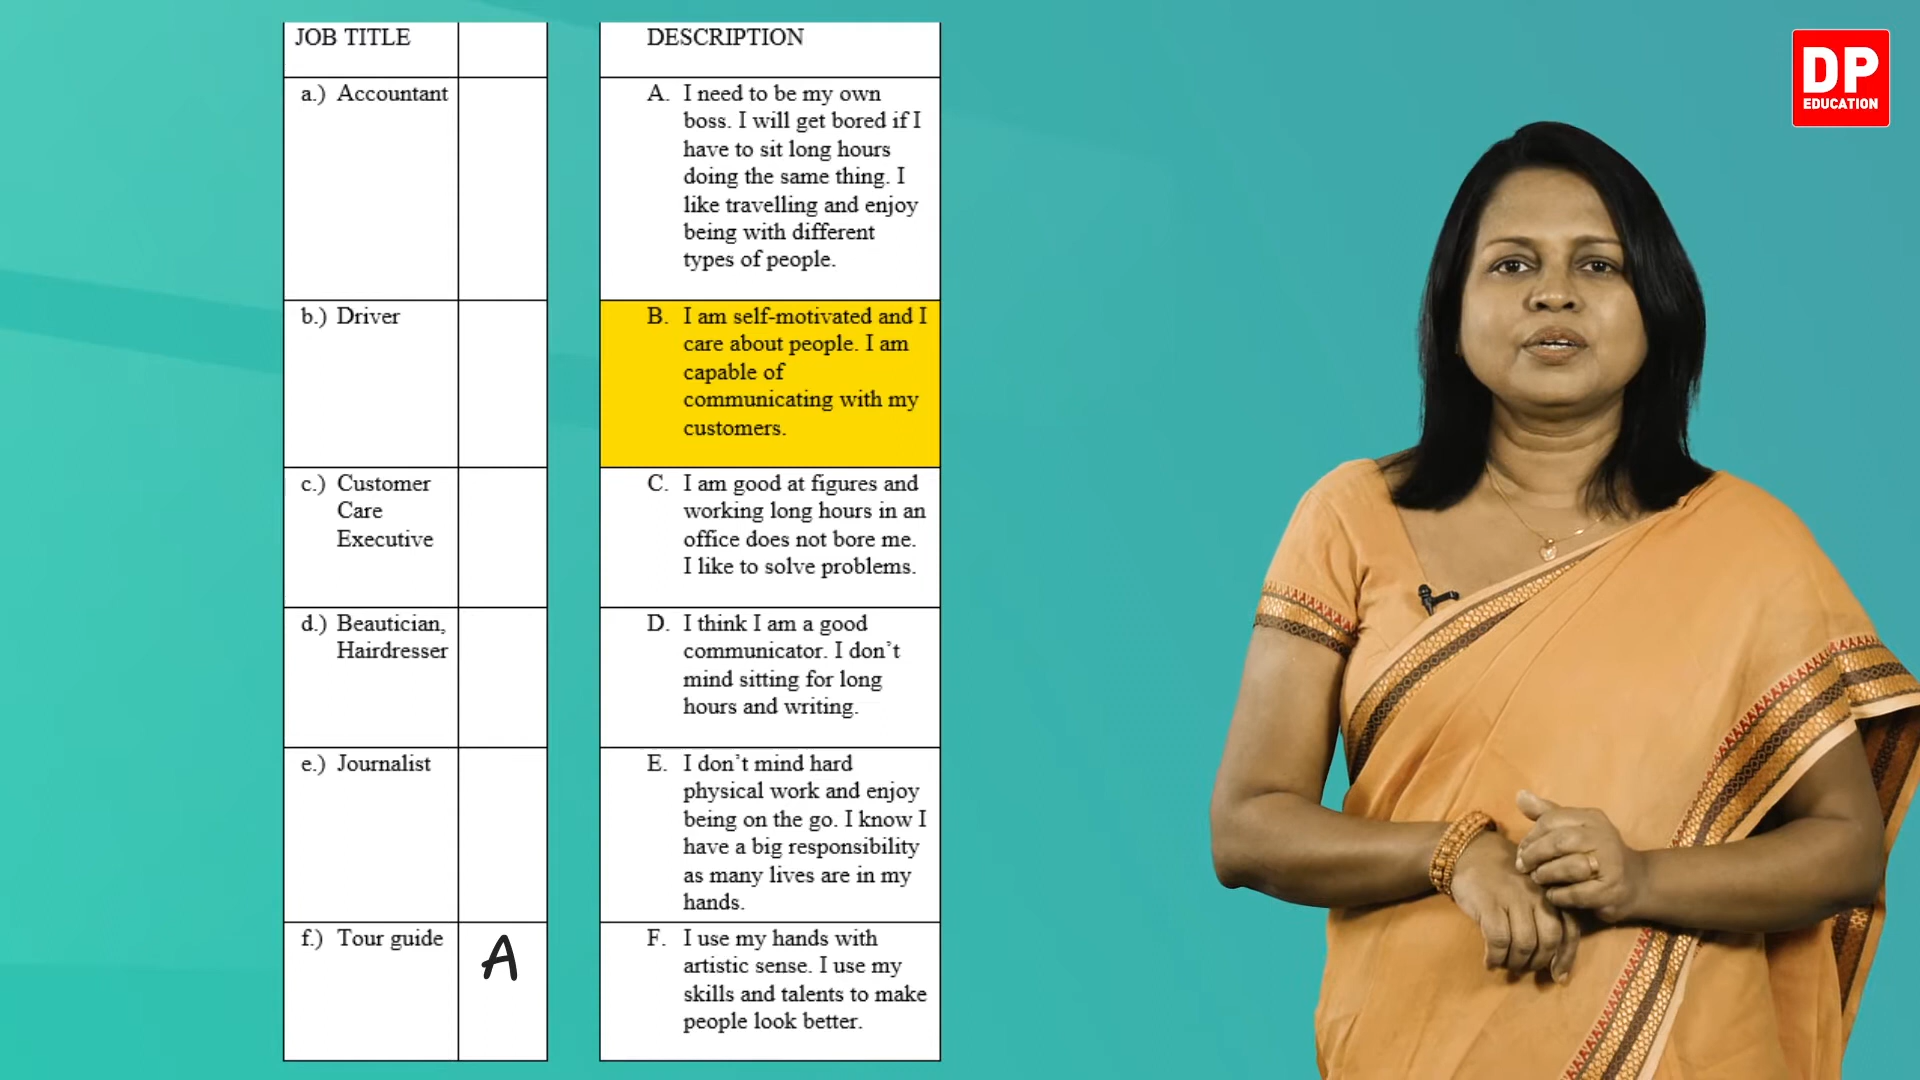 JOB TITLE
a.) Accountant
b.) Driver
c.) Customer
Care
Executive
d.) Beautician,
Hairdresser
e.) Journalist
f.) Tour guide
A
DESCRIPTION
A. I need to be my own
boss. I will get bored if I
have to sit long hours
doing the same thing. I
like travelling and enjoy
being with different
types of people.
B. I am self-motivated and I
care about people. I am
capable of
communicating with my
customers.
C. I am good at figures and
working long hours in an
office does not bore me.
I like to solve problems.
D. I think I am a good
communicator. I don’t
mind sitting for long
hours and writing.
E. I don’t mind hard
physical work and enjoy
being on the go. I know I
have a big responsibility
as many lives are in my
hands.
F. I use my hands with
artistic sense. I use my
skills and talents to make
people look better.
DP
EDUCATION